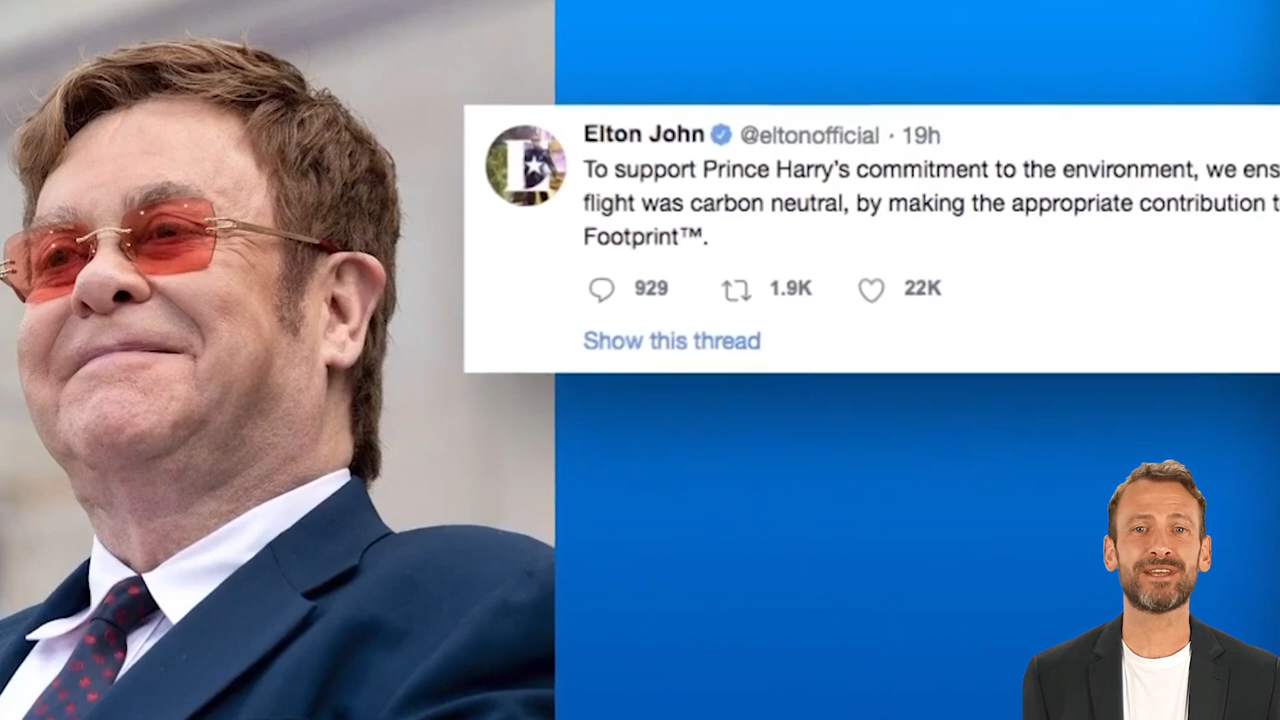 Elton John @eltonofficial · 19h
To support Prince Harry's commitment to the environment, we ens
flight was carbon neutral, by making the appropriate contribution t
Footprint™.
929 1.9K 22K
Show this thread